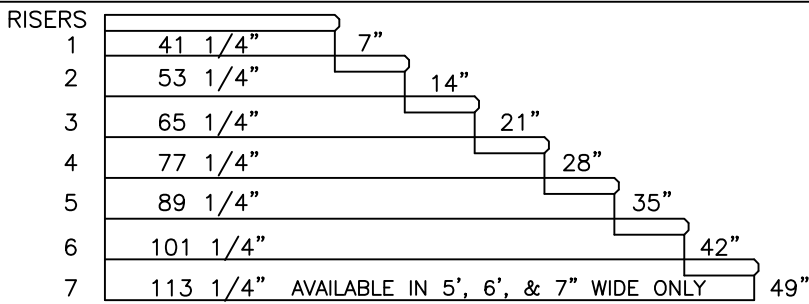 RISERS
1 41 1/4" 7"
2 53 1/4" 14"
3 65 1/4" 21"
4 77 1/4" 28"
5 89 1/4" 35"
6 101 1/4" 42"
7 113 1/4" AVAILABLE IN 5', 6', & 7" WIDE ONLY 49"